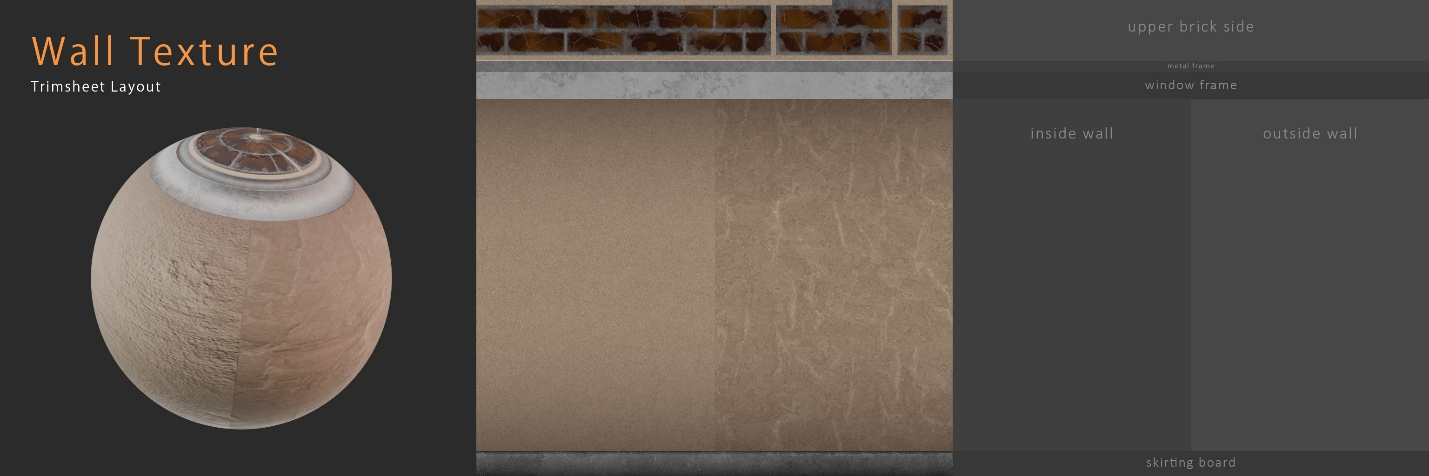 Wall Texture
Trimsheet Layout
upper brick side
metal frame
window frame
inside wall
outside wall
skirting board